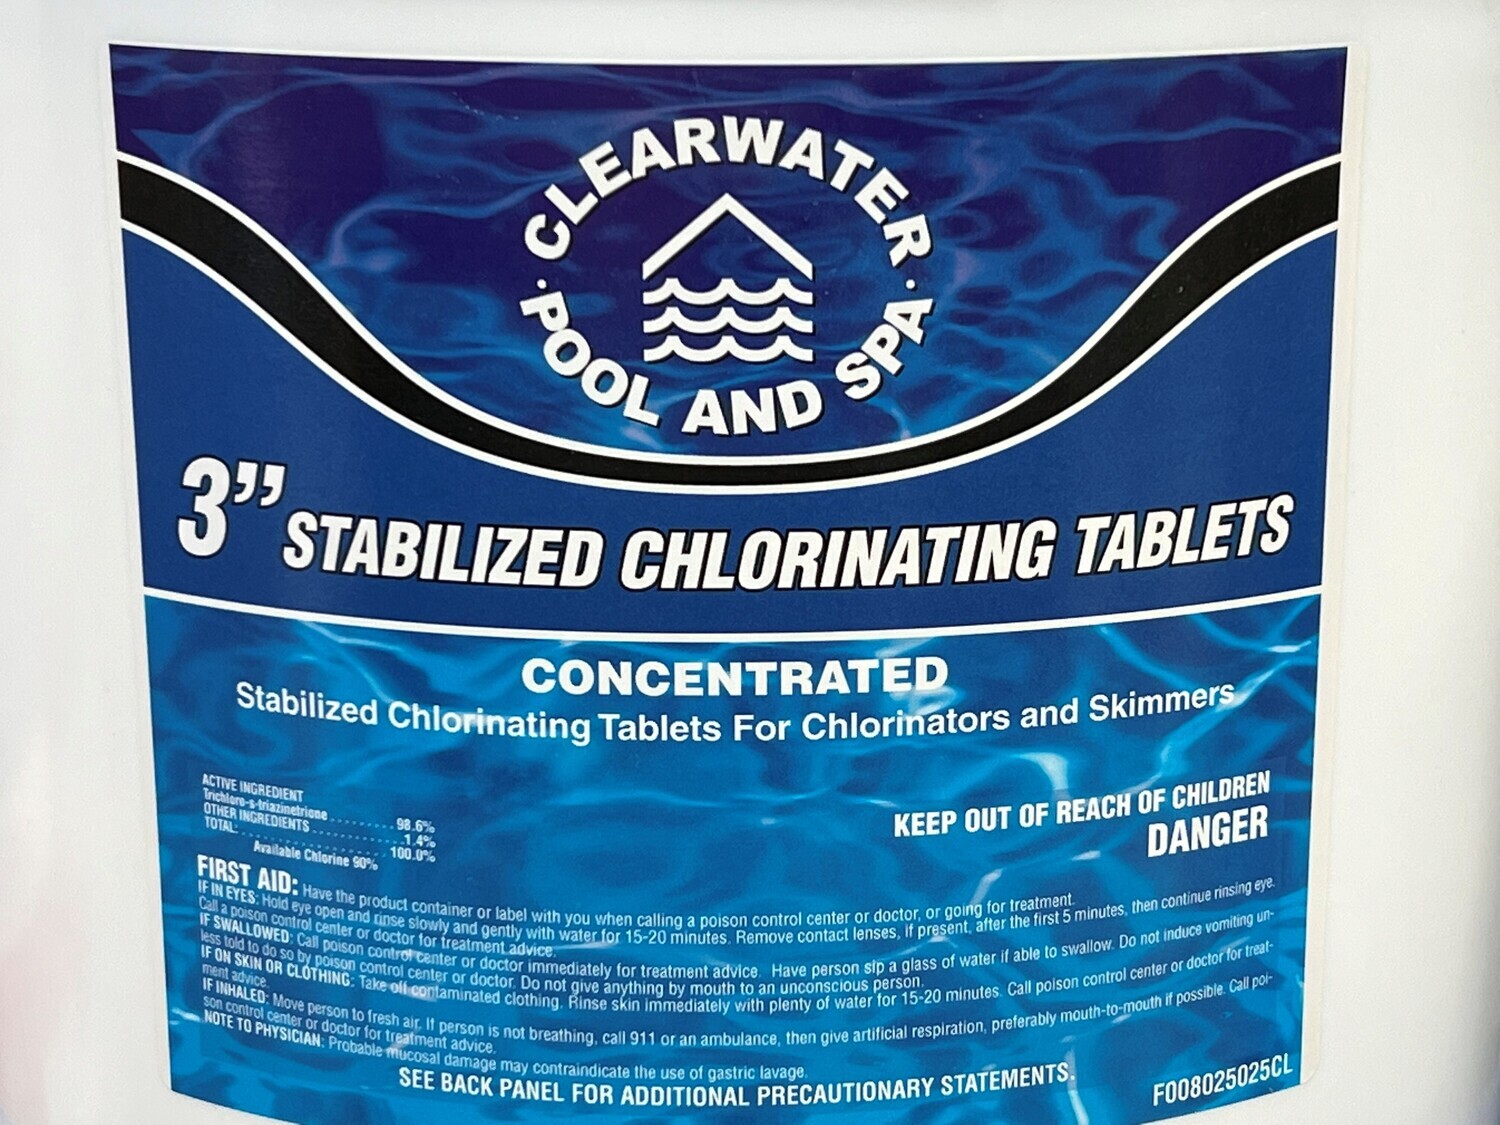 CLEARWATER
· POOL AND SPA ·
3" STABILIZED CHLORINATING TABLETS
CONCENTRATED
Stabilized Chlorinating Tablets For Chlorinators and Skimmers
ACTIVE INGREDIENT
Trichloro-s-triazinetrione ......... 98.6%
OTHER INGREDIENTS ............ 1.4%
TOTAL: ..................... 100.0%
Available Chlorine 90%
KEEP OUT OF REACH OF CHILDREN
DANGER
FIRST AID: Have the product container or label with you when calling a poison control center or doctor, or going for treatment.
IF IN EYES: Hold eye open and rinse slowly and gently with water for 15-20 minutes. Remove contact lenses, if present, after the first 5 minutes, then continue rinsing eye.
Call a poison control center or doctor for treatment advice.
IF SWALLOWED: Call poison control center or doctor immediately for treatment advice. Have person sip a glass of water if able to swallow. Do not induce vomiting un-
less told to do so by poison control center or doctor. Do not give anything by mouth to an unconscious person.
IF ON SKIN OR CLOTHING: Take off contaminated clothing. Rinse skin immediately with plenty of water for 15-20 minutes. Call poison control center or doctor for treat-
ment advice.
IF INHALED: Move person to fresh air. If person is not breathing, call 911 or an ambulance, then give artificial respiration, preferably mouth-to-mouth if possible. Call poi-
son control center or doctor for treatment advice.
NOTE TO PHYSICIAN: Probable mucosal damage may contraindicate the use of gastric lavage.
SEE BACK PANEL FOR ADDITIONAL PRECAUTIONARY STATEMENTS.
F008025025CL